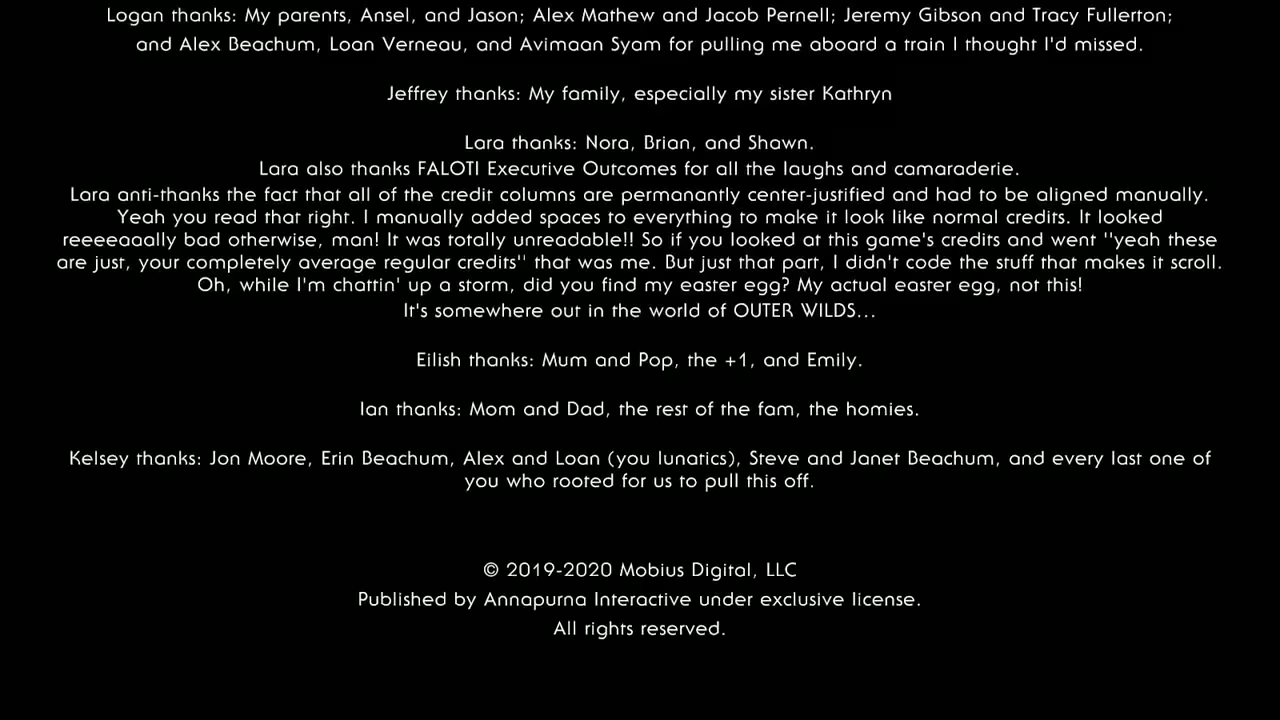 Logan thanks: My parents, Ansel, and Jason; Alex Mathew and Jacob Pernell; Jeremy Gibson and Tracy Fullerton;
and Alex Beachum, Loan Verneau, and Avimaan Syam for pulling me aboard a train I thought I'd missed.
Jeffrey thanks: My family, especially my sister Kathryn
Lara thanks: Nora, Brian, and Shawn.
Lara also thanks FALOTI Executive Outcomes for all the laughs and camaraderie.
Lara anti-thanks the fact that all of the credit columns are permanantly center-justified and had to be aligned manually.
Yeah you read that right. I manually added spaces to everything to make it look like normal credits. It looked
reeeeaaally bad otherwise, man! It was totally unreadable!! So if you looked at this game's credits and went ''yeah these
are just, your completely average regular credits'' that was me. But just that part, I didn't code the stuff that makes it scroll.
Oh, while I'm chattin' up a storm, did you find my easter egg? My actual easter egg, not this!
It's somewhere out in the world of OUTER WILDS...
Eilish thanks: Mum and Pop, the +1, and Emily.
Ian thanks: Mom and Dad, the rest of the fam, the homies.
Kelsey thanks: Jon Moore, Erin Beachum, Alex and Loan (you lunatics), Steve and Janet Beachum, and every last one of
you who rooted for us to pull this off.
© 2019-2020 Mobius Digital, LLC
Published by Annapurna Interactive under exclusive license.
All rights reserved.